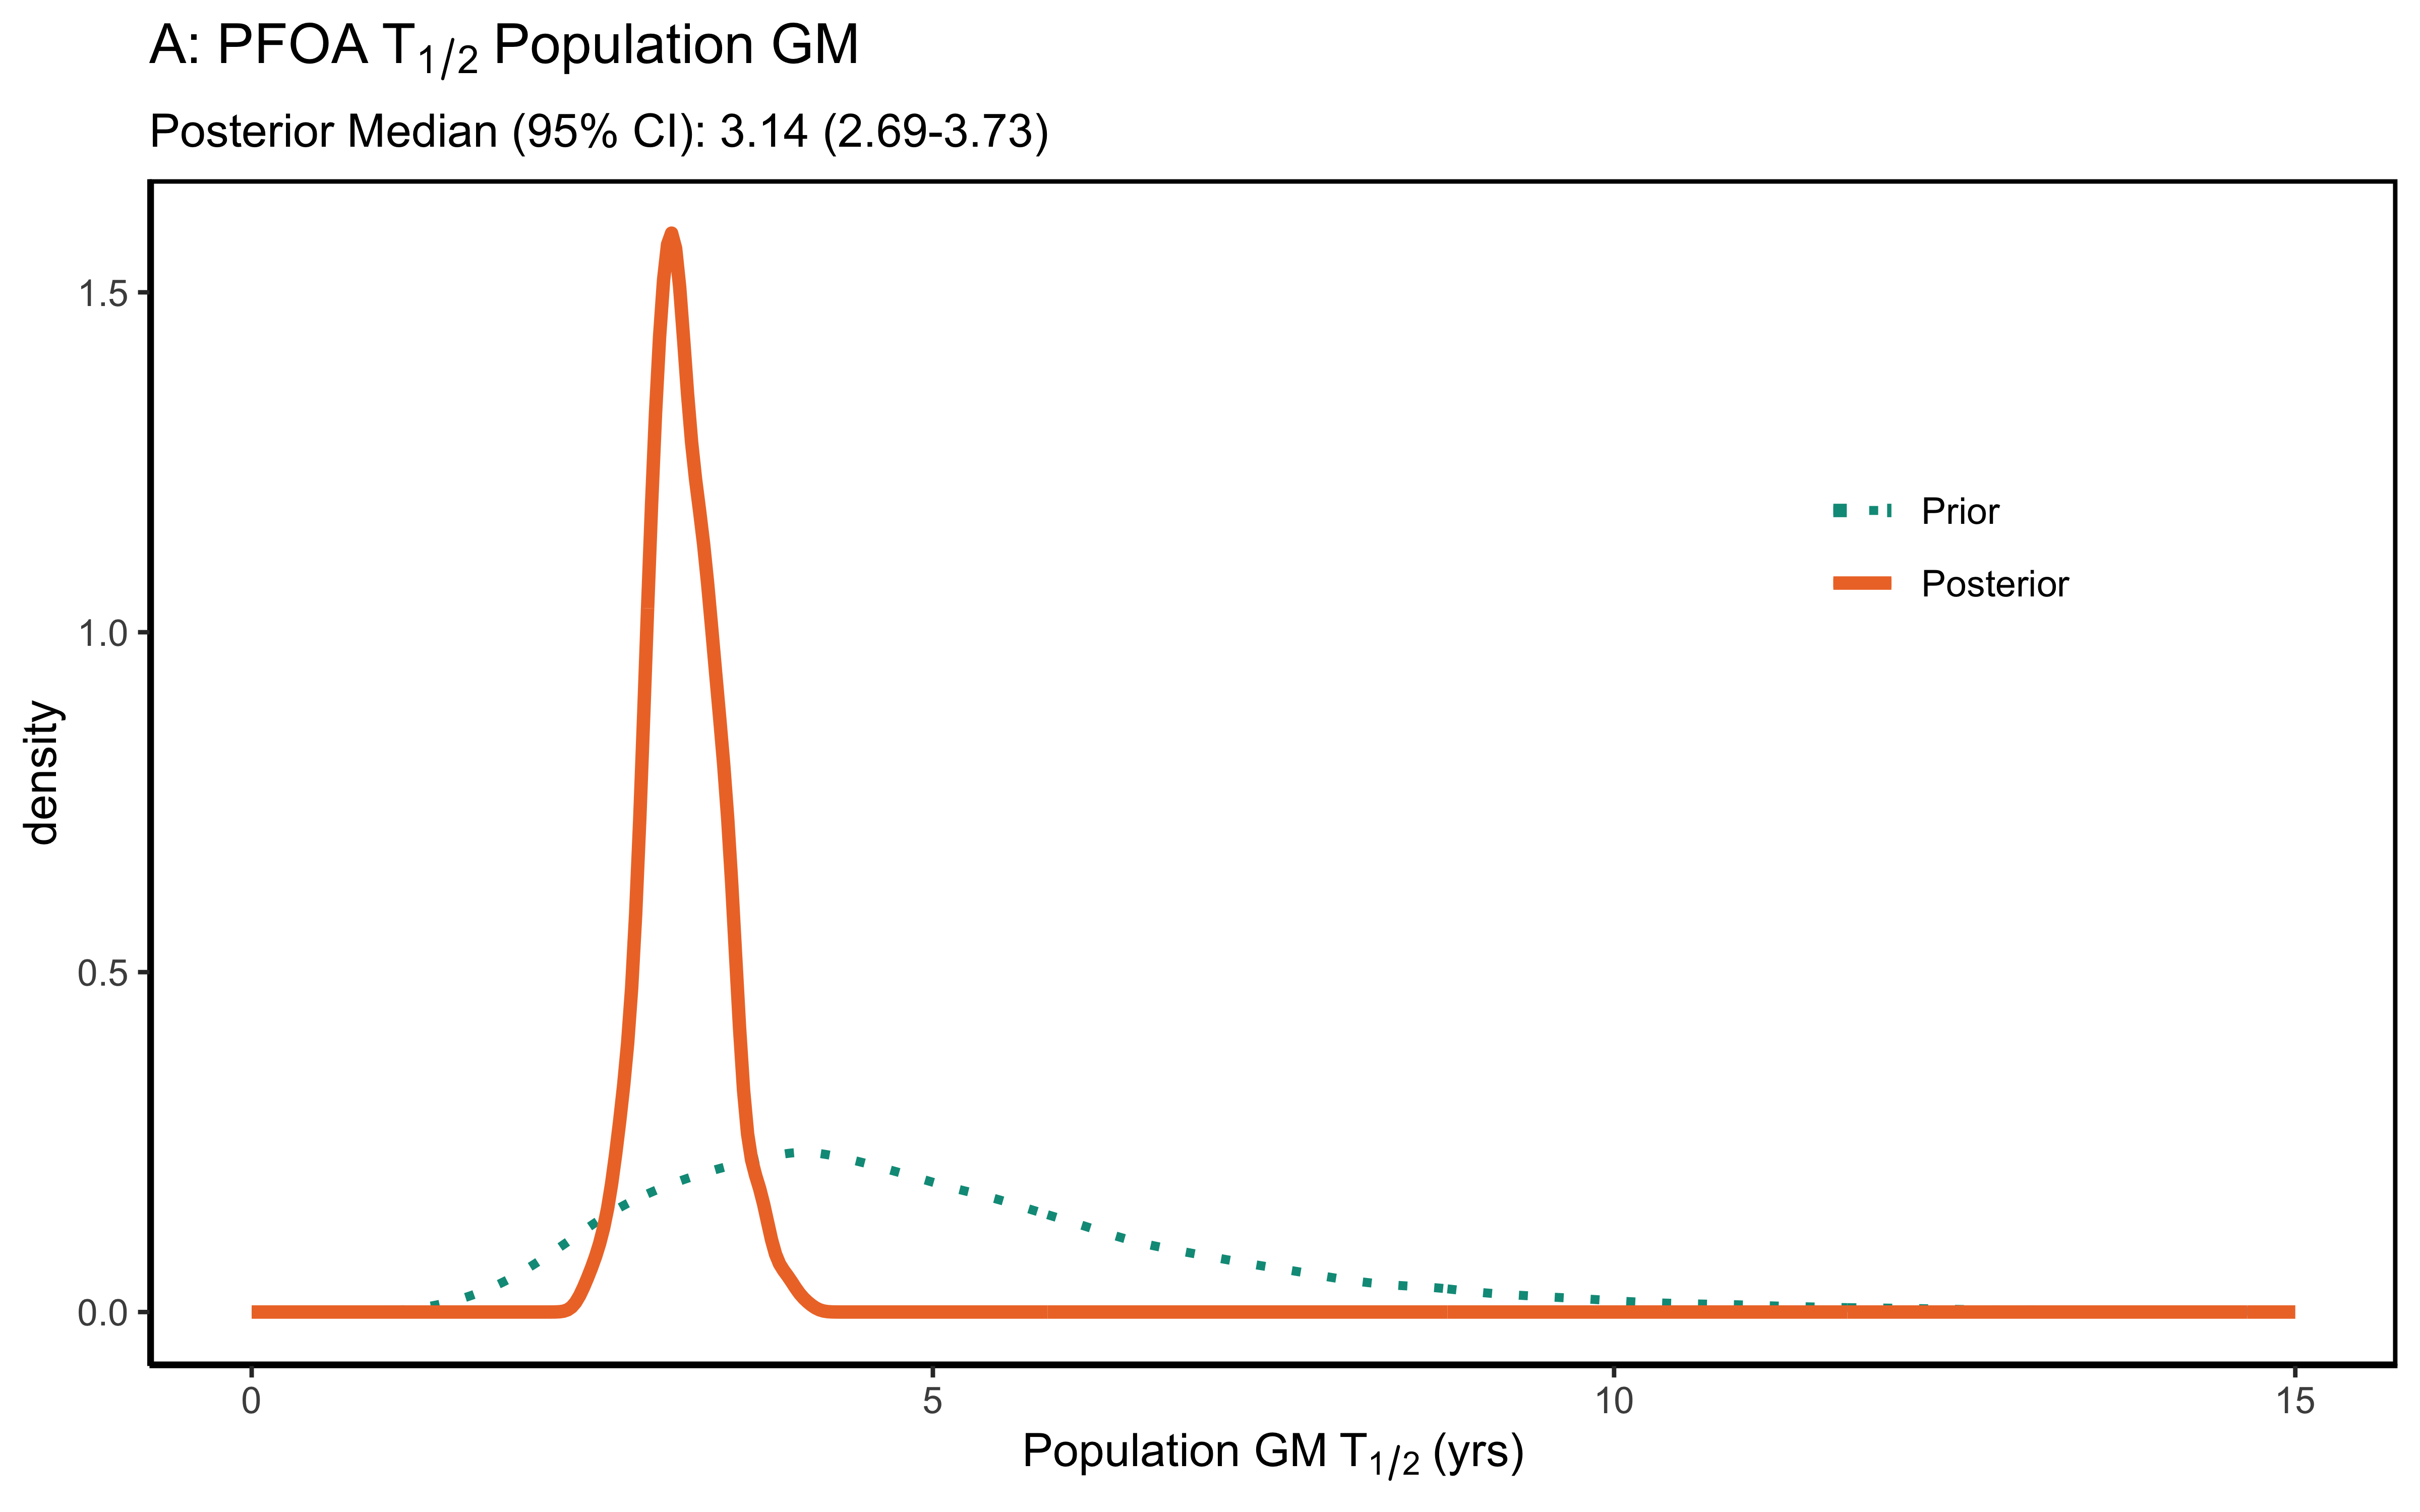 A: PFOA T1/2 Population GM
Posterior Median (95% CI): 3.14 (2.69-3.73)
1.5
1.0
0.5
0.0
density
Prior
Posterior
0 5 10 15
Population GM T1/2 (yrs)